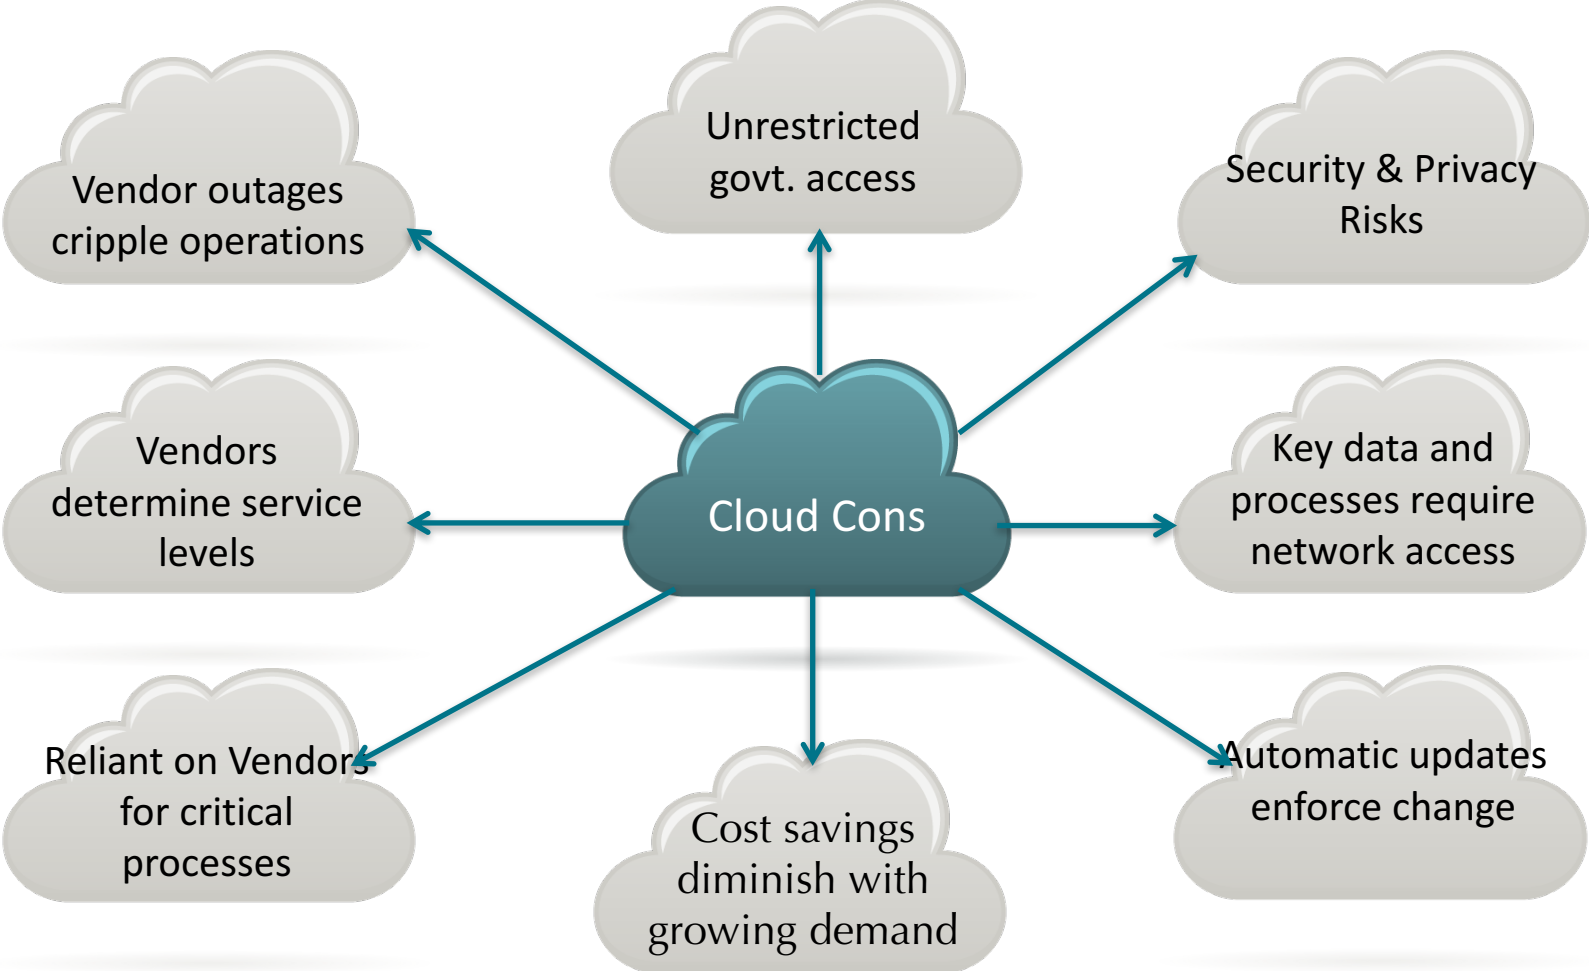 Unrestricted
govt. access
Vendor outages
cripple operations
Security & Privacy
Risks
Vendors
determine service
levels
Cloud Cons
Key data and
processes require
network access
Reliant on Vendors
for critical
processes
Cost savings
diminish with
growing demand
Automatic updates
enforce change